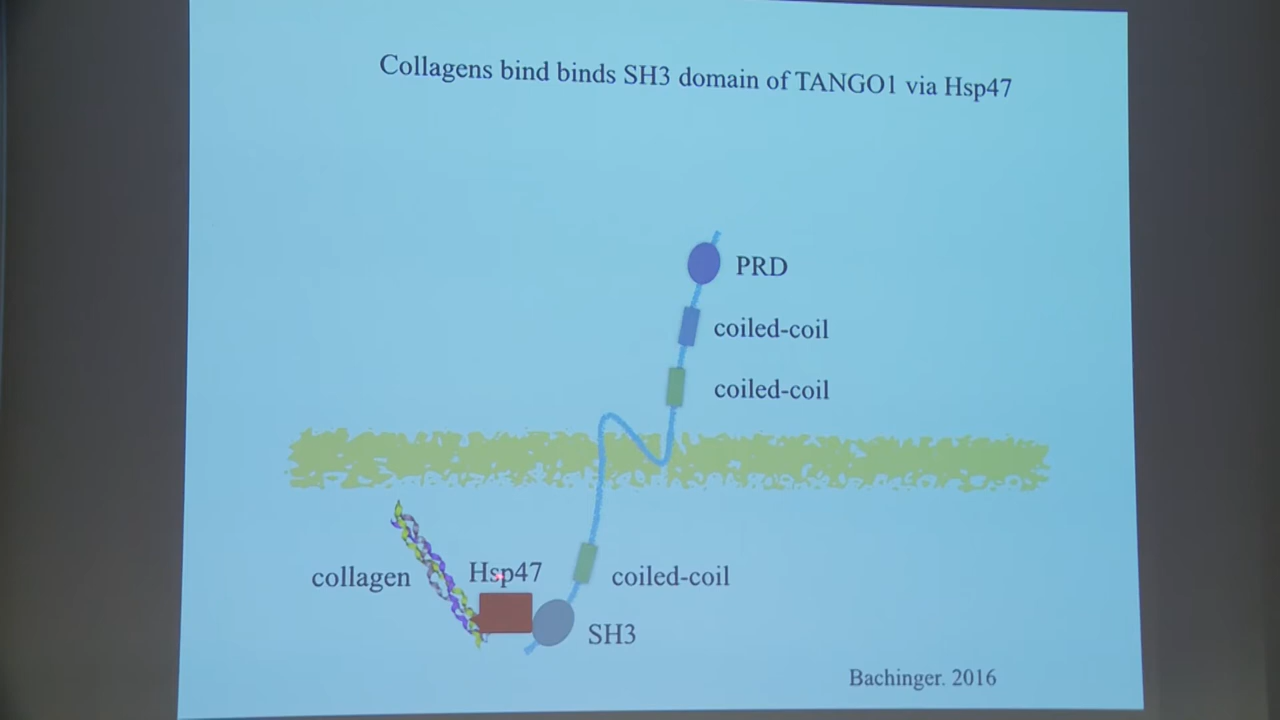 Collagens bind binds SH3 domain of TANGO1 via Hsp47
PRD
coiled-coil
coiled-coil
collagen
Hsp47
coiled-coil
SH3
Bachinger. 2016